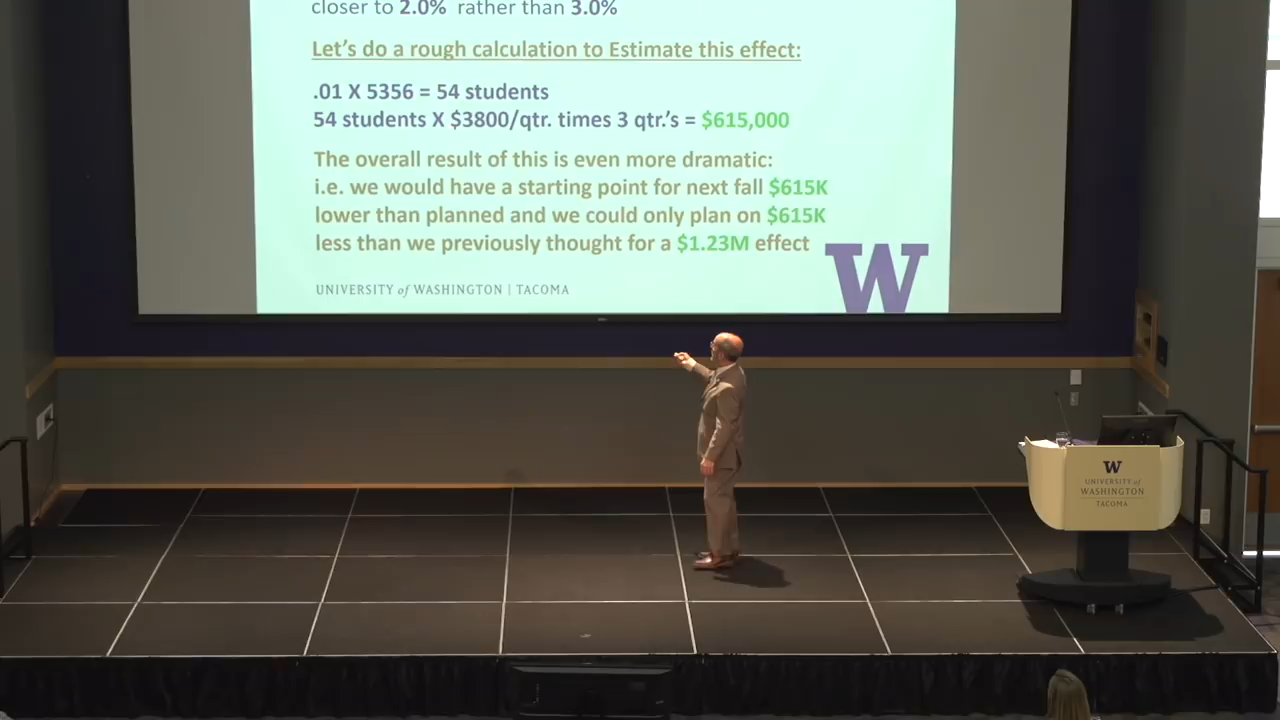 closer to 2.0% rather than 3.0%
Let's do a rough calculation to Estimate this effect:
.01 X 5356 = 54 students
54 students X $3800/qtr. times 3 qtr.'s = $615,000
The overall result of this is even more dramatic:
i.e. we would have a starting point for next fall $615K
lower than planned and we could only plan on $615K
less than we previously thought for a $1.23M effect
UNIVERSITY of WASHINGTON | TACOMA
W
W
UNIVERSITY of
WASHINGTON
TACOMA